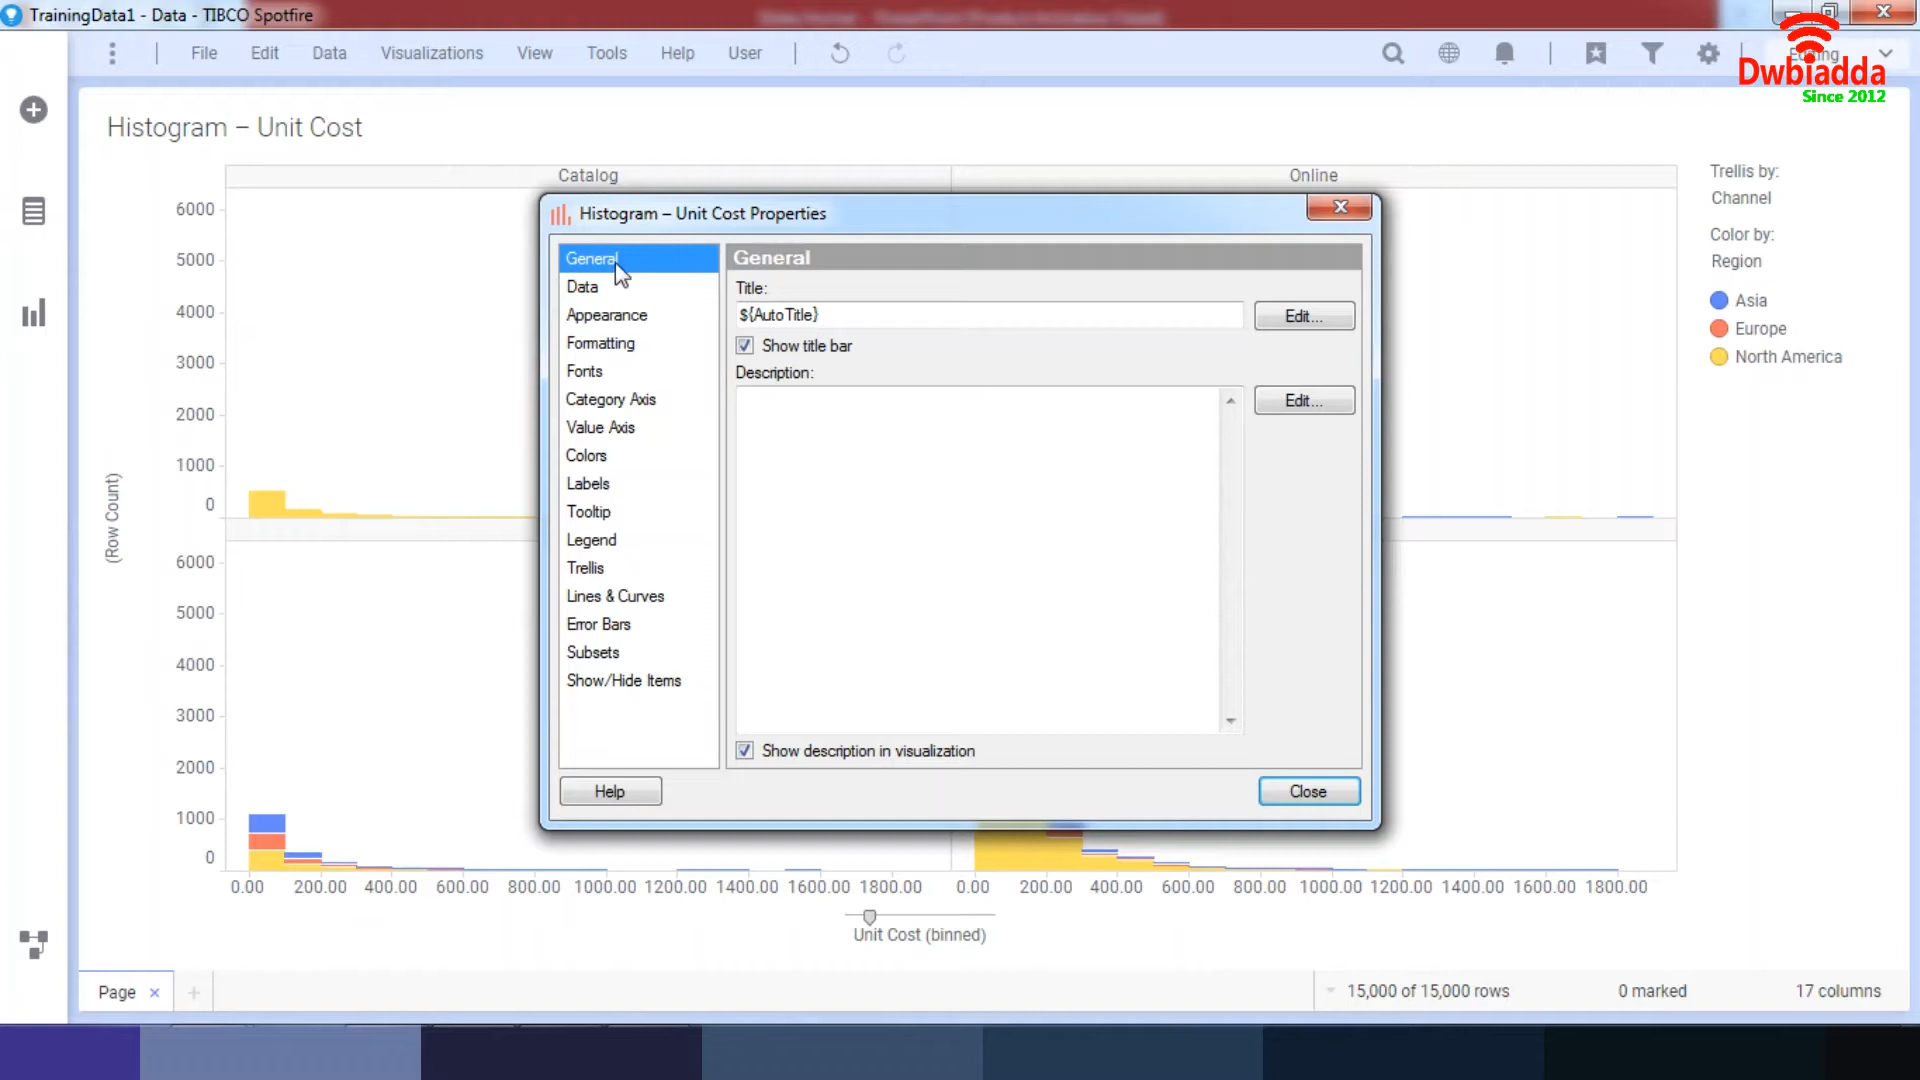 TrainingData1 - Data - TIBCO Spotfire
File Edit Data Visualizations View Tools Help User
Editing
Dwbiadda
Since 2012
Histogram – Unit Cost
Catalog
Online
6000
5000
4000
3000
2000
1000
0
6000
5000
4000
3000
2000
1000
0
(Row Count)
0.00 200.00 400.00 600.00 800.00 1000.00 1200.00 1400.00 1600.00 1800.00
0.00 200.00 400.00 600.00 800.00 1000.00 1200.00 1400.00 1600.00 1800.00
Unit Cost (binned)
Trellis by:
Channel
Color by:
Region
Asia
Europe
North America
Histogram – Unit Cost Properties
General
Data
Appearance
Formatting
Fonts
Category Axis
Value Axis
Colors
Labels
Tooltip
Legend
Trellis
Lines & Curves
Error Bars
Subsets
Show/Hide Items
General
Title:
${AutoTitle}
Edit...
Show title bar
Description:
Edit...
Show description in visualization
Help
Close
Page
15,000 of 15,000 rows
0 marked
17 columns